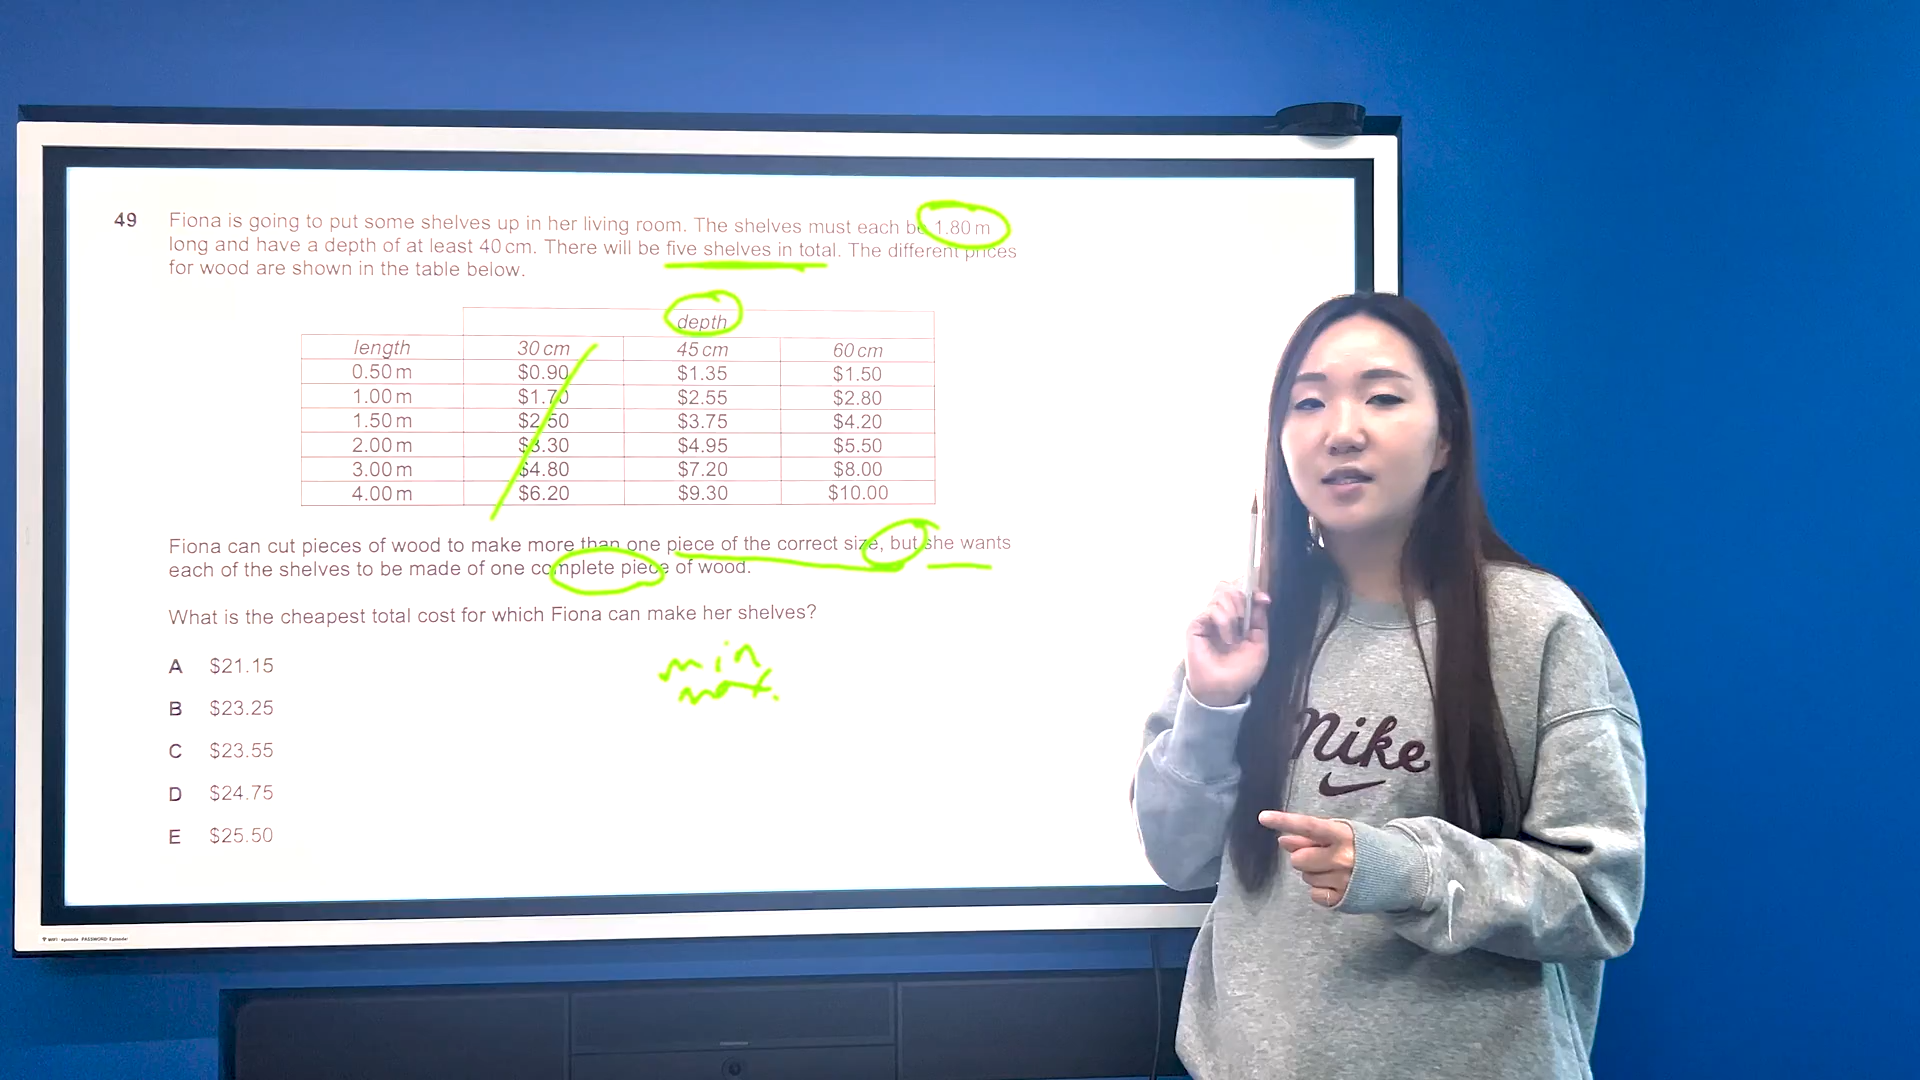 49 Fiona is going to put some shelves up in her living room. The shelves must each be 1.80 m
long and have a depth of at least 40 cm. There will be five shelves in total. The different prices
for wood are shown in the table below.
depth
length 30 cm 45 cm 60 cm
0.50 m $0.90 $1.35 $1.50
1.00 m $1.70 $2.55 $2.80
1.50 m $2.50 $3.75 $4.20
2.00 m $3.30 $4.95 $5.50
3.00 m $4.80 $7.20 $8.00
4.00 m $6.20 $9.30 $10.00
Fiona can cut pieces of wood to make more than one piece of the correct size, but she wants
each of the shelves to be made of one complete piece of wood.
What is the cheapest total cost for which Fiona can make her shelves?
min
max.
A $21.15
B $23.25
C $23.55
D $24.75
E $25.50
Nike
WIFI episode PASSWORD Episode!